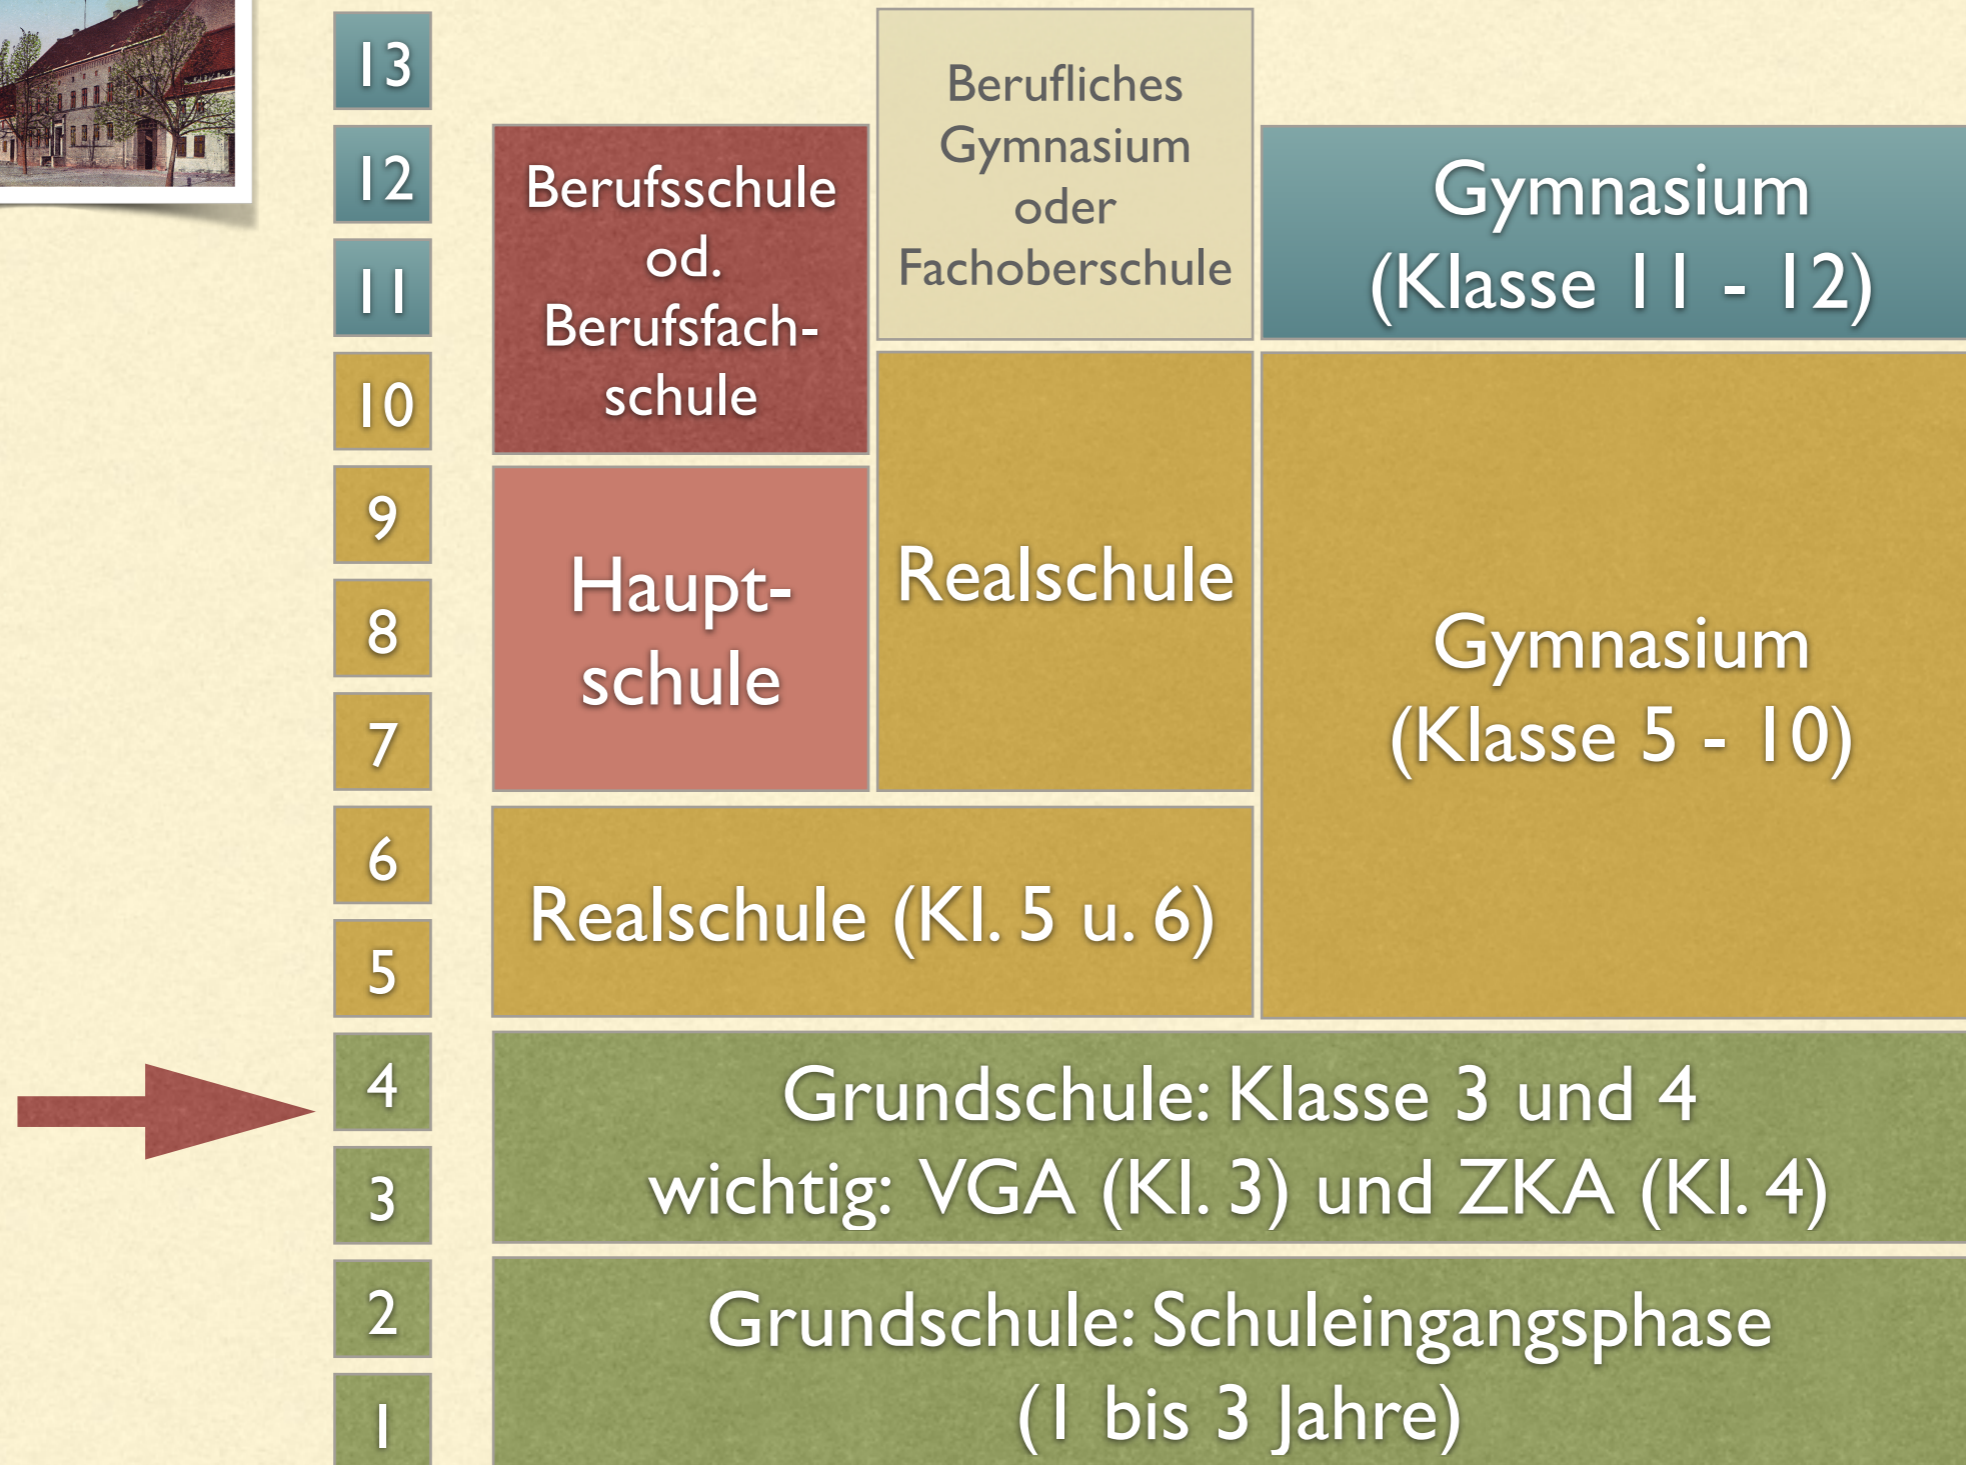 13
12
11
10
9
8
7
6
5
4
3
2
1
Berufsschule
od.
Berufsfach-
schule
Berufliches
Gymnasium
oder
Fachoberschule
Gymnasium
(Klasse 11 - 12)
Haupt-
schule
Realschule
Gymnasium
(Klasse 5 - 10)
Realschule (Kl. 5 u. 6)
Grundschule: Klasse 3 und 4
wichtig: VGA (Kl. 3) und ZKA (Kl. 4)
Grundschule: Schuleingangsphase
(1 bis 3 Jahre)